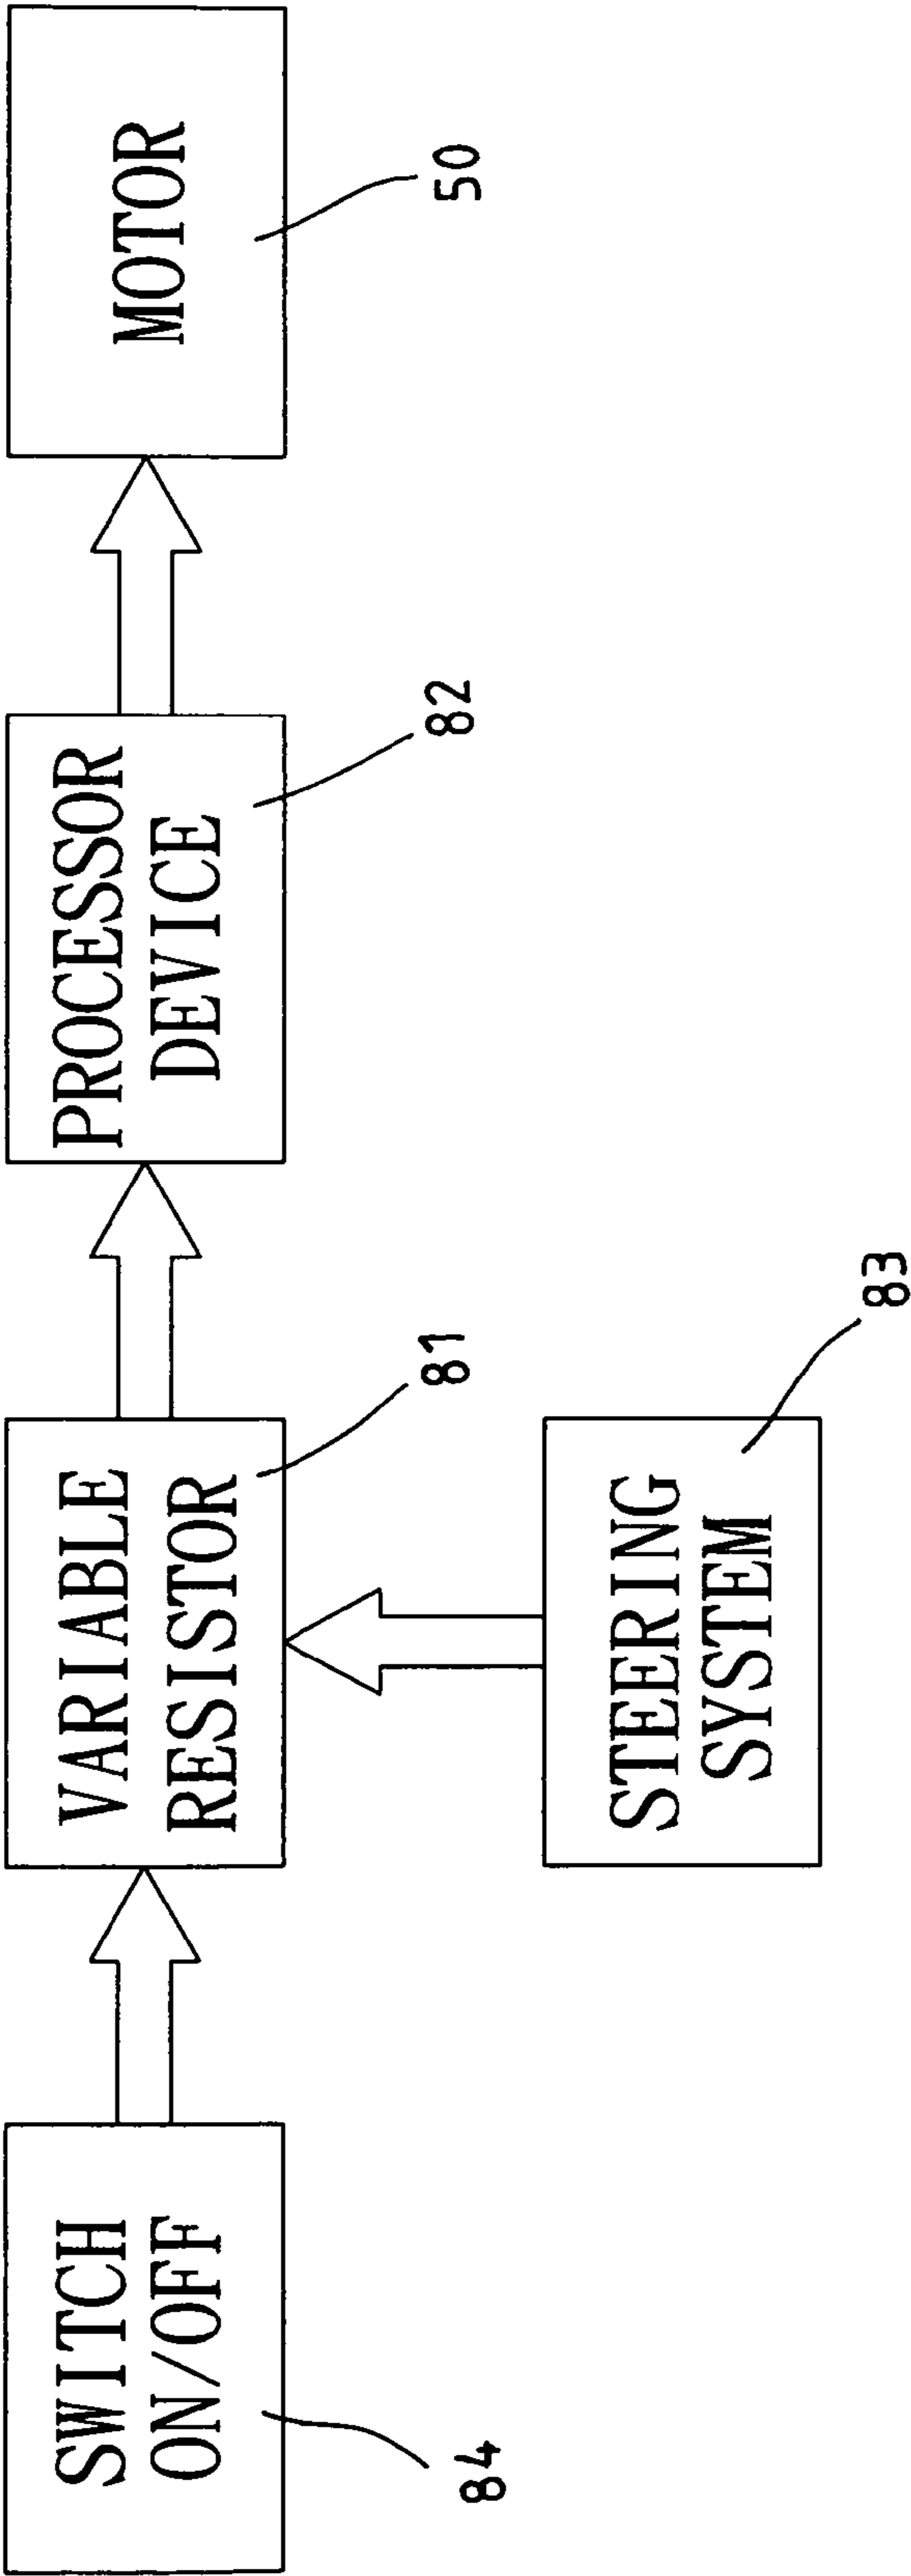 SWITCH
ON/OFF
84
VARIABLE
RESISTOR
81
PROCESSOR
DEVICE
82
MOTOR
50
STEERING
SYSTEM
83